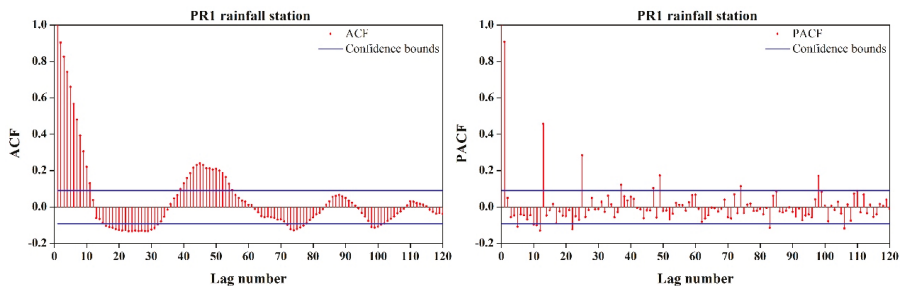 PR1 rainfall station
ACF
Confidence bounds
1.0
0.8
0.6
0.4
0.2
0.0
-0.2
ACF
0 10 20 30 40 50 60 70 80 90 100 110 120
Lag number
PR1 rainfall station
PACF
Confidence bounds
1.0
0.8
0.6
0.4
0.2
0.0
-0.2
PACF
0 10 20 30 40 50 60 70 80 90 100 110 120
Lag number